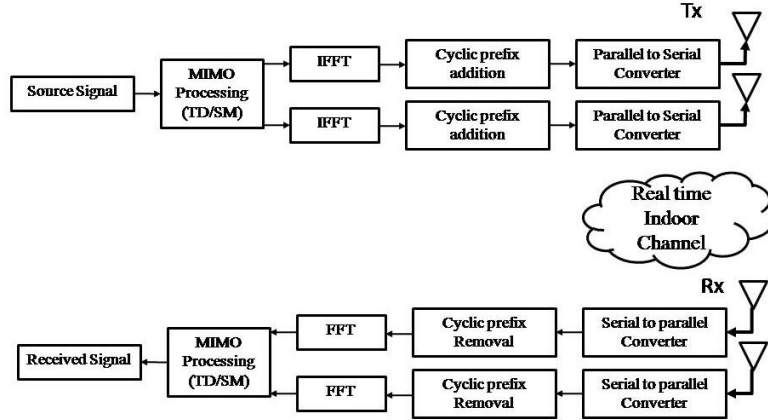 Tx
MIMO
Processing
(TD/SM)
IFFT
Cyclic prefix
addition
Parallel to Serial
Converter
Source Signal
IFFT
Cyclic prefix
addition
Parallel to Serial
Converter
Real time
Indoor
Channel
Rx
MIMO
Processing
(TD/SM)
FFT
Cyclic prefix
Removal
Serial to parallel
Converter
Received Signal
FFT
Cyclic prefix
Removal
Serial to parallel
Converter